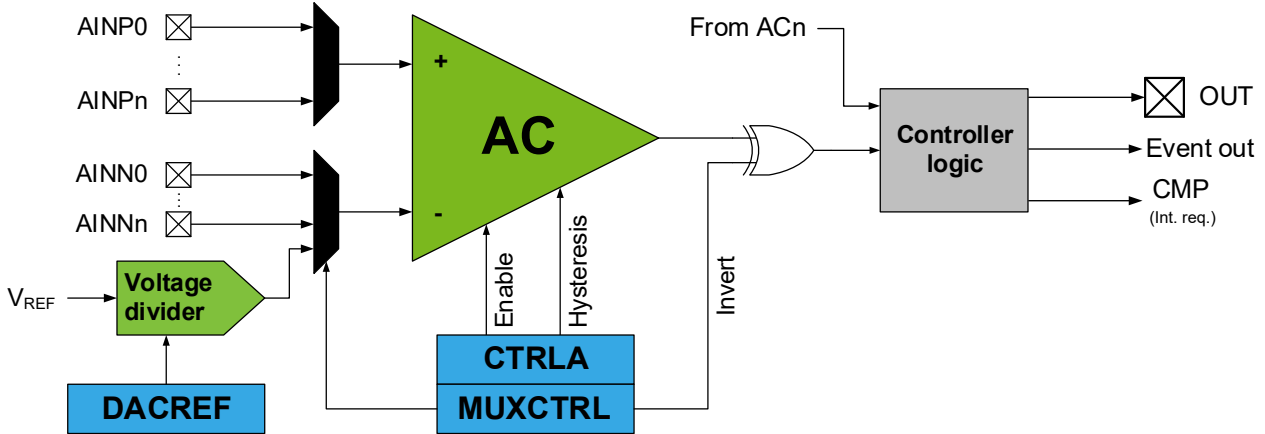 AINP0
AINPn
AINN0
AINNn
VREF
Voltage
divider
DACREF
+
-
AC
Enable
Hysteresis
CTRLA
MUXCTRL
Invert
From ACn
Controller
logic
OUT
Event out
CMP
(Int. req.)